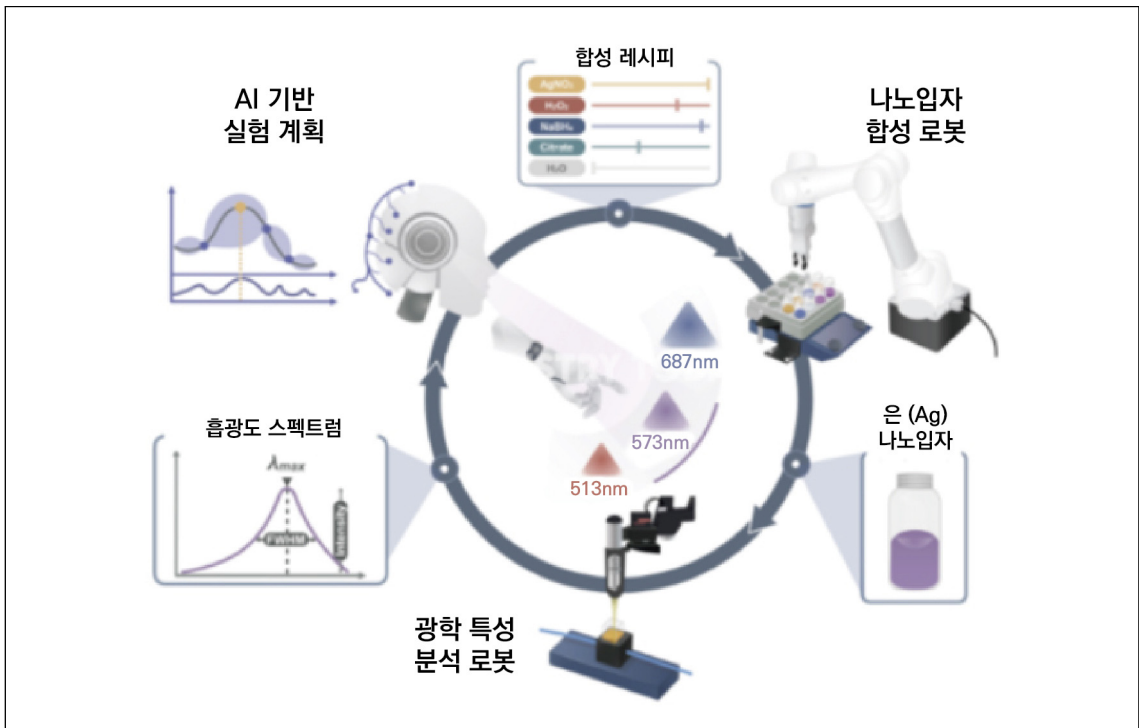 합성 레시피
AgNO₃
H₂O₂
NaBH₄
Citrate
H₂O
AI 기반
실험 계획
나노입자
합성 로봇
687nm
573nm
513nm
은 (Ag)
나노입자
흡광도 스펙트럼
λmax
FWHM
Intensity
광학 특성
분석 로봇